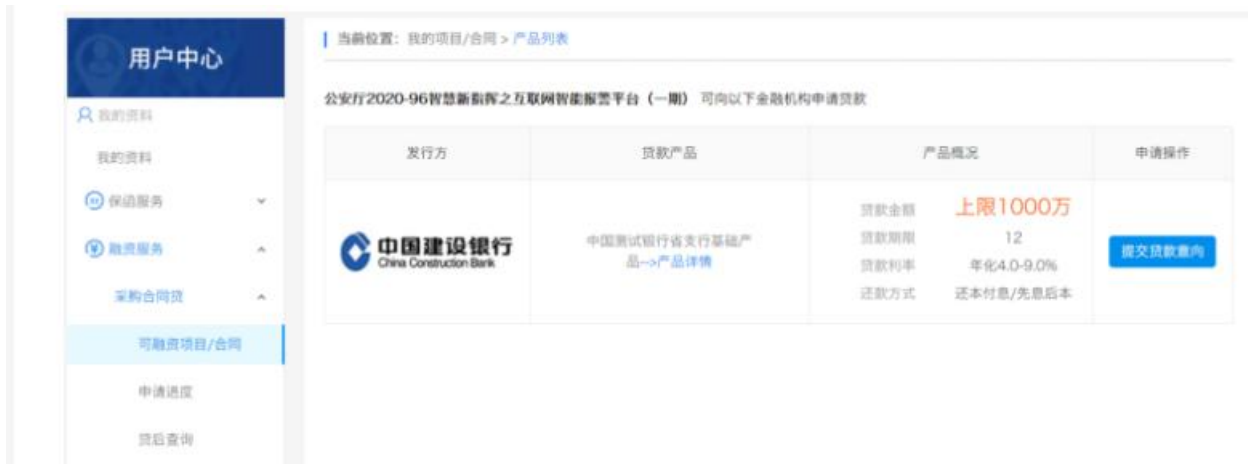 用户中心
我的资料
我的资料
保函服务
融资服务
采购合同贷
可融资项目/合同
申请进度
贷后查询
当前位置：我的项目/合同 > 产品列表
公安厅2020-96智慧新指挥之互联网智能报警平台（一期） 可向以下金融机构申请贷款
发行方 贷款产品 产品概况 申请操作
中国建设银行
China Construction Bank
中国测试银行省支行基础产
品-->产品详情
贷款金额 上限1000万
贷款期限 12
贷款利率 年化4.0-9.0%
还款方式 还本付息/先息后本
提交贷款意向